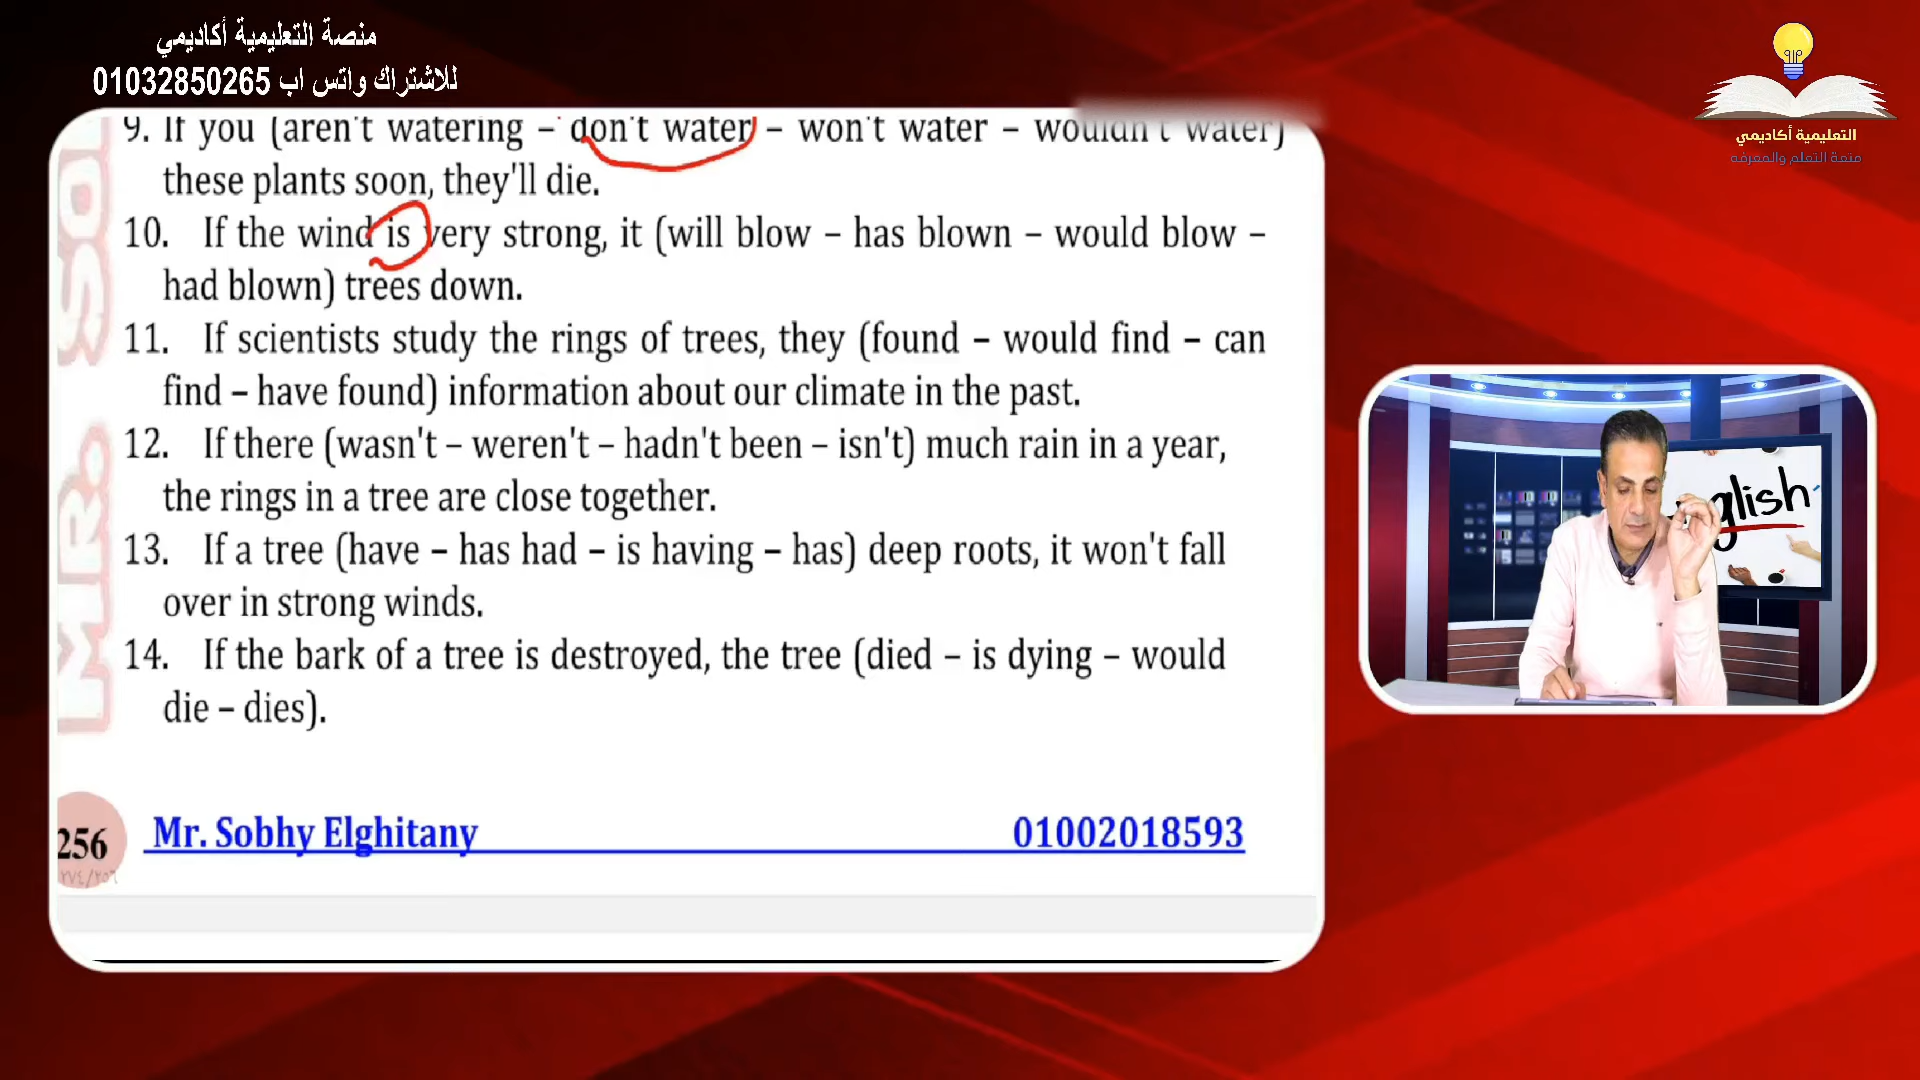 منصة التعليمية أكاديمي
للاشتراك واتس اب 01032850265
التعليمية أكاديمي
متعة التعلم والمعرفه
9. If you (aren't watering – don't water – won't water – wouldn't water)
these plants soon, they'll die.
10. If the wind is very strong, it (will blow – has blown – would blow –
had blown) trees down.
11. If scientists study the rings of trees, they (found – would find – can
find – have found) information about our climate in the past.
12. If there (wasn't – weren't – hadn't been – isn't) much rain in a year,
the rings in a tree are close together.
13. If a tree (have – has had – is having – has) deep roots, it won't fall
over in strong winds.
14. If the bark of a tree is destroyed, the tree (died – is dying – would
die – dies).
MR. SO
256
٢٧٤/٢٥٦
Mr. Sobhy Elghitany 01002018593
glish